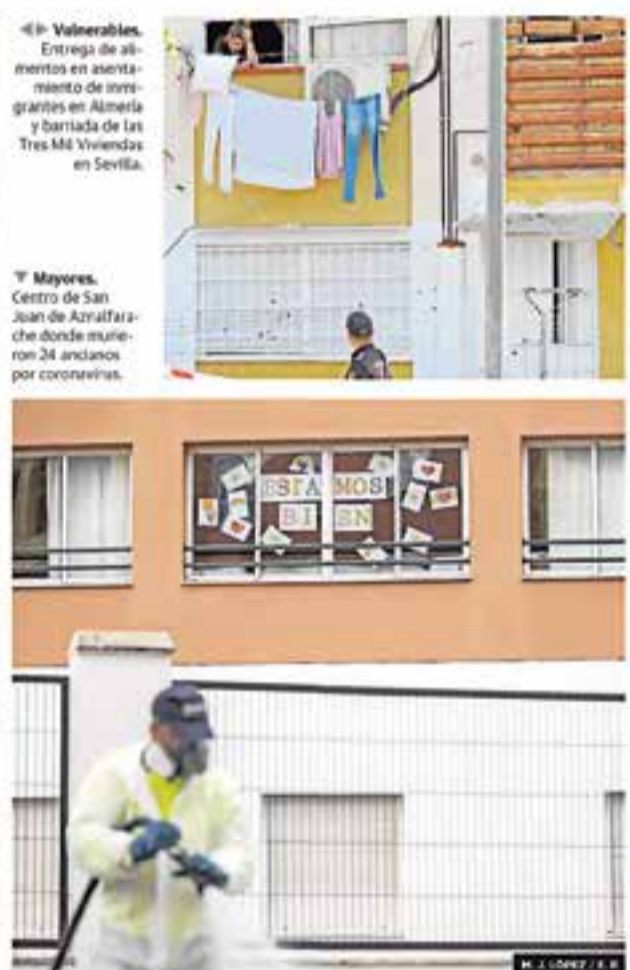 Vulnerables.
Entrega de ali-
mentos en asenta-
miento de inmi-
grantes en Almería
y barriada de las
Tres Mil Viviendas
en Sevilla.
Mayores.
Centro de San
Juan de Aznalfara-
che donde murie-
ron 24 ancianos
por coronavirus.
ESTAMOS
BIEN
M. J. LÓPEZ / E. P.